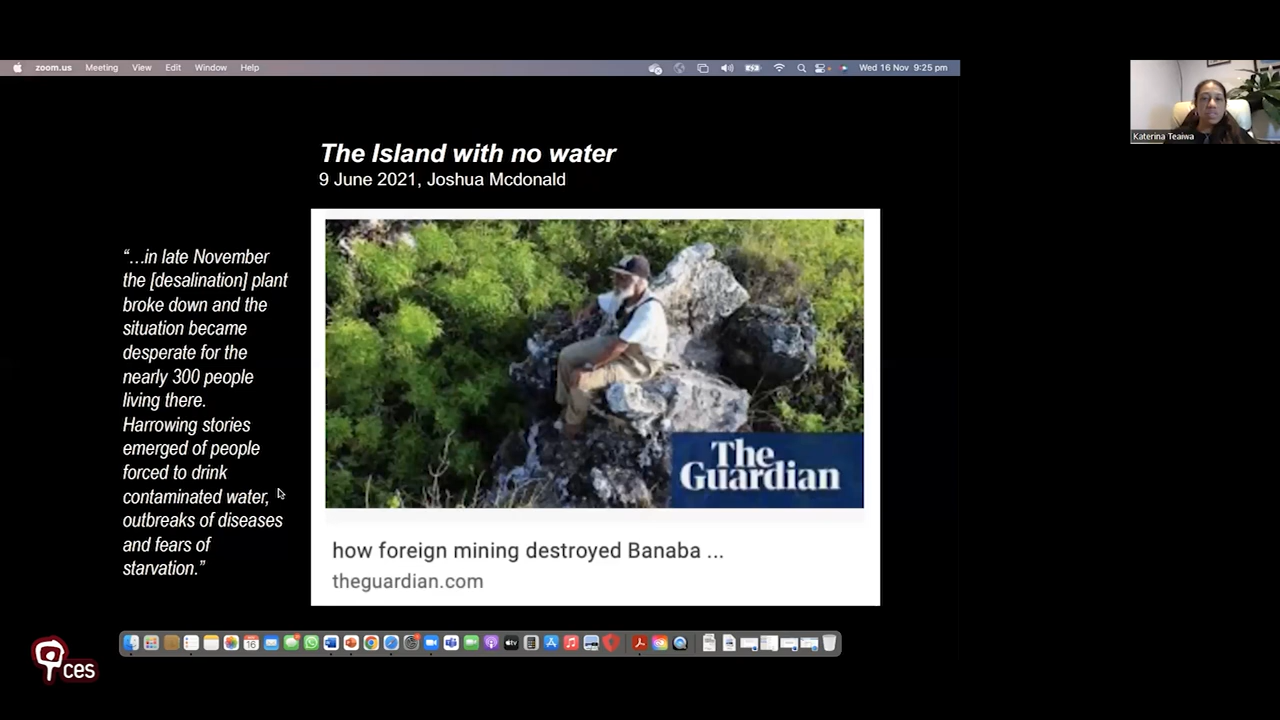 zoom.us Meeting View Edit Window Help Wed 16 Nov 9:25 pm
Katerina Teaiwa
The Island with no water
9 June 2021, Joshua Mcdonald
“…in late November
the [desalination] plant
broke down and the
situation became
desperate for the
nearly 300 people
living there.
Harrowing stories
emerged of people
forced to drink
contaminated water,
outbreaks of diseases
and fears of
starvation.”
The
Guardian
how foreign mining destroyed Banaba ...
theguardian.com
16
tv
ces